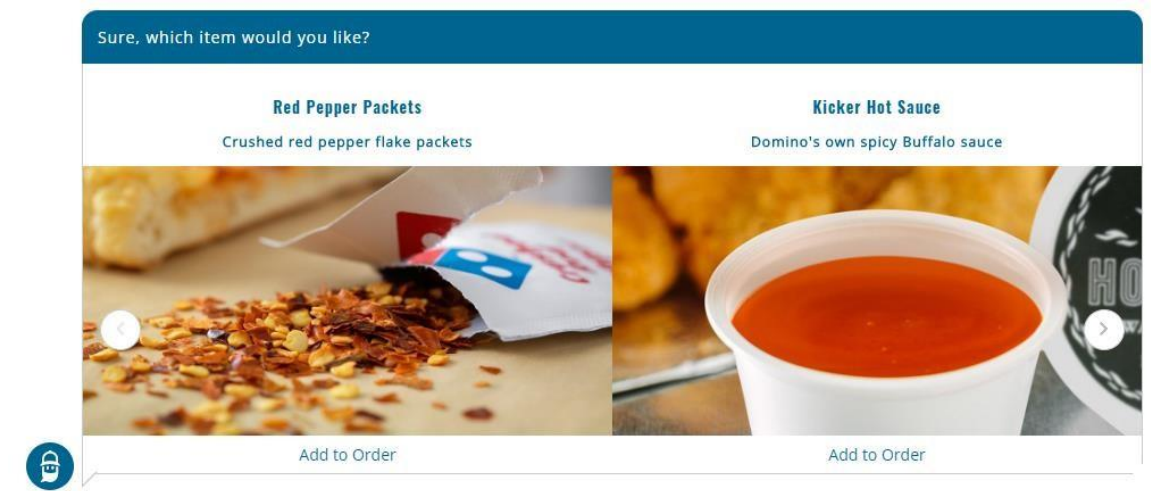 Sure, which item would you like?
Red Pepper Packets
Crushed red pepper flake packets
Kicker Hot Sauce
Domino's own spicy Buffalo sauce
HO
Add to Order
Add to Order